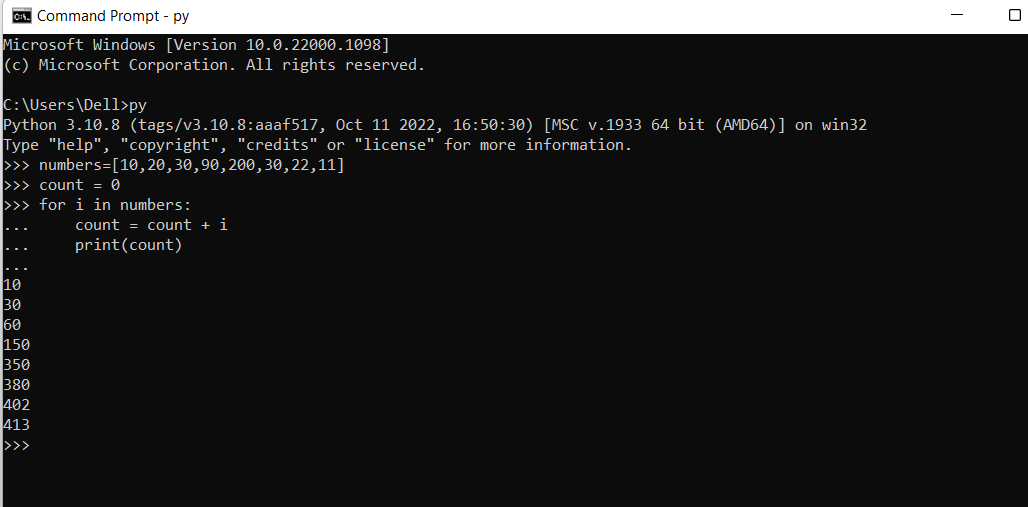 Command Prompt - py
Microsoft Windows [Version 10.0.22000.1098]
(c) Microsoft Corporation. All rights reserved.
C:\Users\Dell>py
Python 3.10.8 (tags/v3.10.8:aaaf517, Oct 11 2022, 16:50:30) [MSC v.1933 64 bit (AMD64)] on win32
Type "help", "copyright", "credits" or "license" for more information.
>>> numbers=[10,20,30,90,200,30,22,11]
>>> count = 0
>>> for i in numbers:
...     count = count + i
...     print(count)
...
10
30
60
150
350
380
402
413
>>>